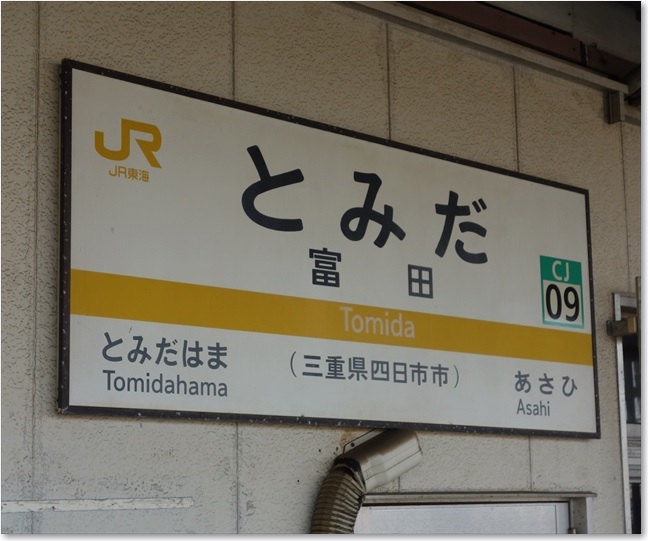 JR
JR東海
とみだ
富田
CJ
09
Tomida
とみだはま
Tomidahama
(三重県四日市市)
あさひ
Asahi